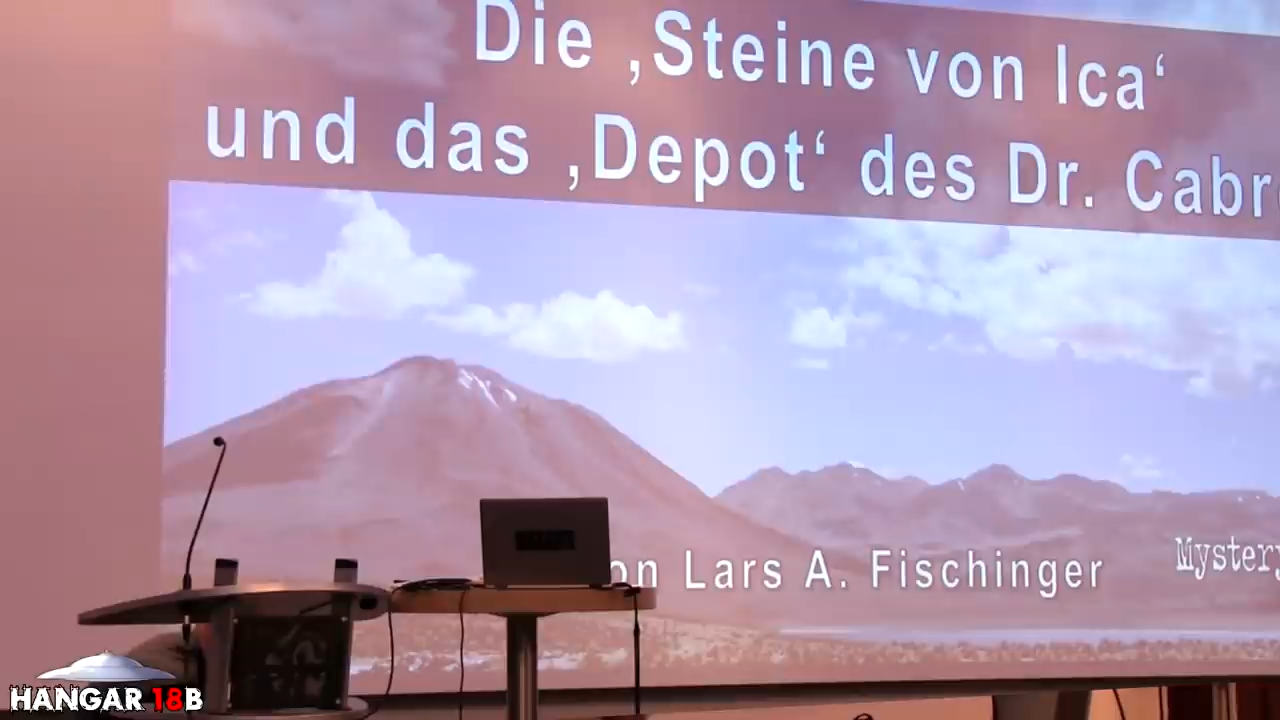 Die ‚Steine von Ica‘
und das ‚Depot‘ des Dr. Cabr
on Lars A. Fischinger
Mystery
HANGAR 18B